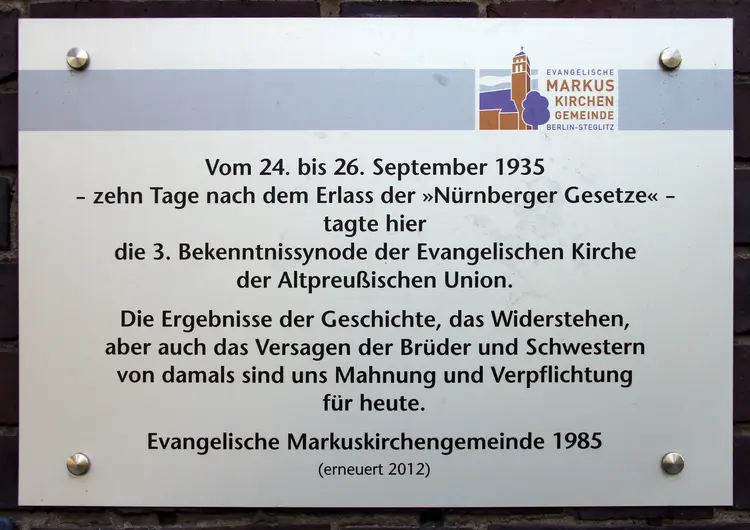 EVANGELISCHE
MARKUS
KIRCHEN
GEMEINDE
BERLIN-STEGLITZ
Vom 24. bis 26. September 1935
– zehn Tage nach dem Erlass der »Nürnberger Gesetze« –
tagte hier
die 3. Bekenntnissynode der Evangelischen Kirche
der Altpreußischen Union.
Die Ergebnisse der Geschichte, das Widerstehen,
aber auch das Versagen der Brüder und Schwestern
von damals sind uns Mahnung und Verpflichtung
für heute.
Evangelische Markuskirchengemeinde 1985
(erneuert 2012)